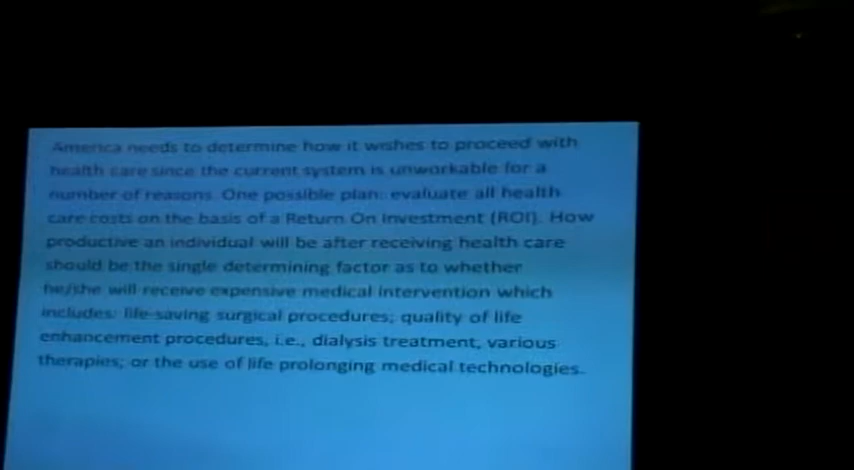 America needs to determine how it wishes to proceed with
health care since the current system is unworkable for a
number of reasons. One possible plan: evaluate all health
care costs on the basis of a Return On Investment (ROI). How
productive an individual will be after receiving health care
should be the single determining factor as to whether
he/she will receive expensive medical intervention which
includes: life-saving surgical procedures; quality of life
enhancement procedures, i.e., dialysis treatment, various
therapies; or the use of life prolonging medical technologies.